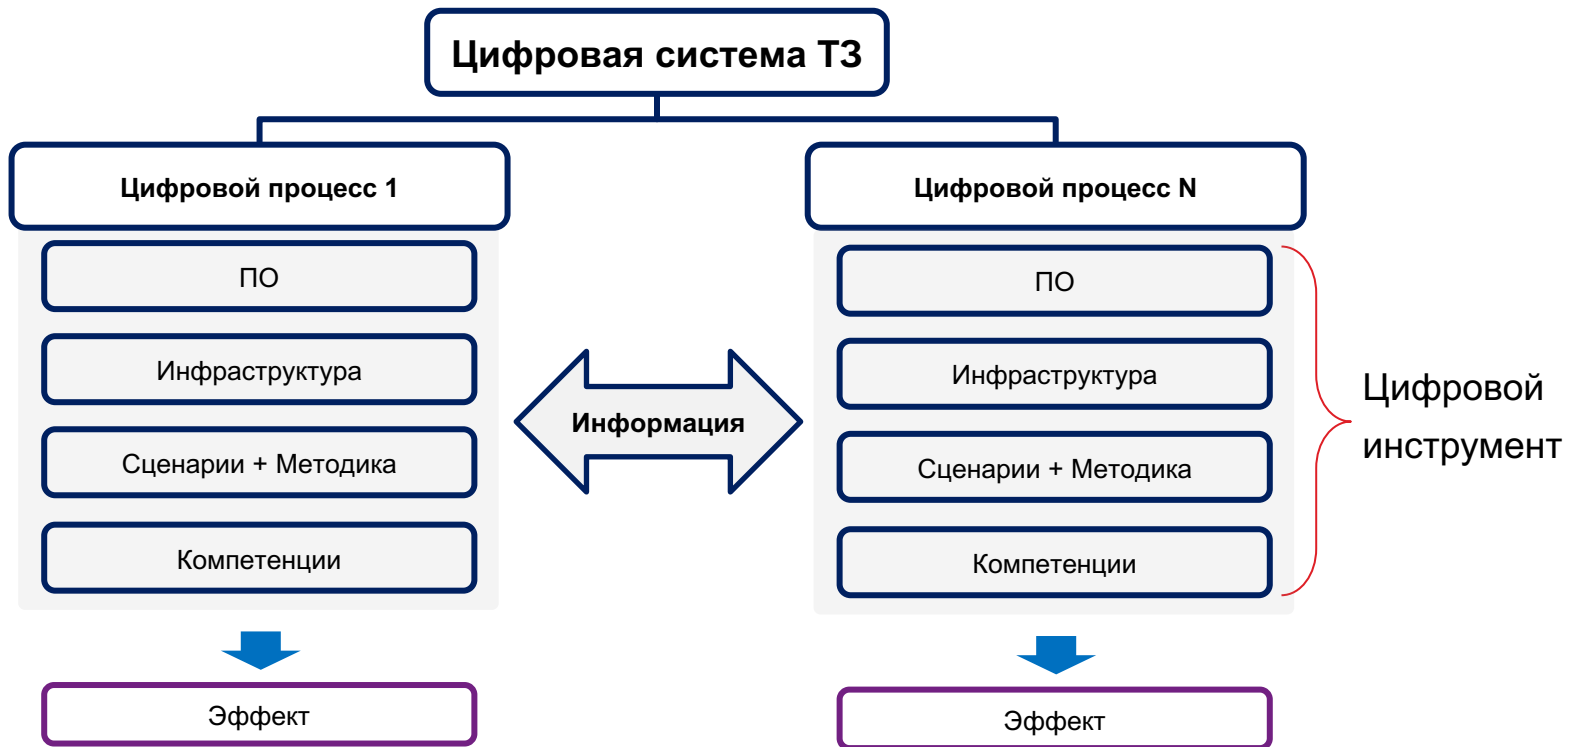 Цифровая система ТЗ
Цифровой процесс 1
ПО
Инфраструктура
Сценарии + Методика
Компетенции
Эффект
Информация
Цифровой процесс N
ПО
Инфраструктура
Сценарии + Методика
Компетенции
Эффект
Цифровой
инструмент